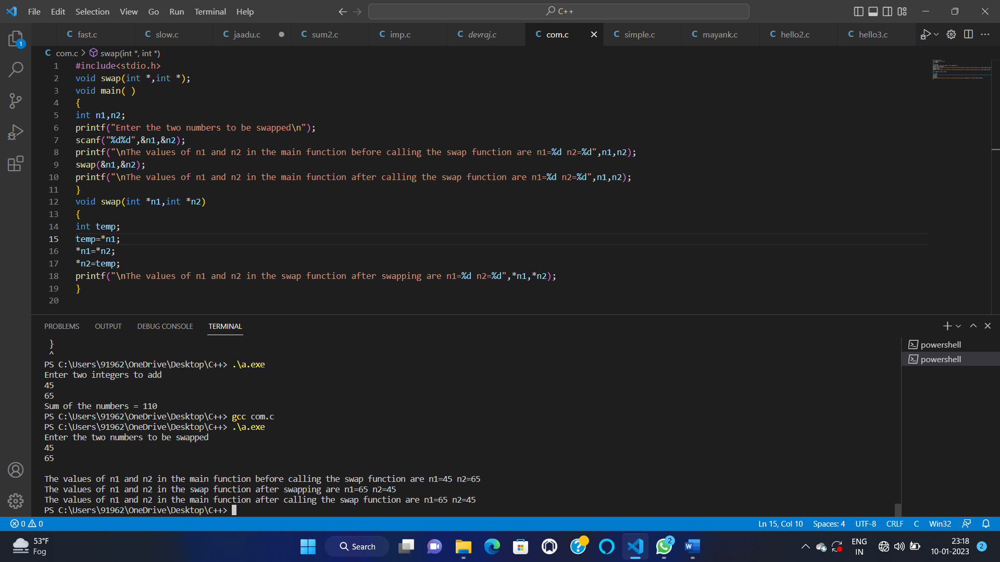 File Edit Selection View Go Run Terminal Help
C++
fast.c slow.c jaadu.c sum2.c imp.c devraj.c com.c simple.c mayank.c hello2.c hello3.c
com.c > swap(int *, int *)
1 #include<stdio.h>
2 void swap(int *,int *);
3 void main( )
4 {
5 int n1,n2;
6 printf("Enter the two numbers to be swapped\n");
7 scanf("%d%d",&n1,&n2);
8 printf("\nThe values of n1 and n2 in the main function before calling the swap function are n1=%d n2=%d",n1,n2);
9 swap(&n1,&n2);
10 printf("\nThe values of n1 and n2 in the main function after calling the swap function are n1=%d n2=%d",n1,n2);
11 }
12 void swap(int *n1,int *n2)
13 {
14 int temp;
15 temp=*n1;
16 *n1=*n2;
17 *n2=temp;
18 printf("\nThe values of n1 and n2 in the swap function after swapping are n1=%d n2=%d",*n1,*n2);
19 }
20
PROBLEMS OUTPUT DEBUG CONSOLE TERMINAL
}
^
PS C:\Users\91962\OneDrive\Desktop\C++> .\a.exe
Enter two integers to add
45
65
Sum of the numbers = 110
PS C:\Users\91962\OneDrive\Desktop\C++> gcc com.c
PS C:\Users\91962\OneDrive\Desktop\C++> .\a.exe
Enter the two numbers to be swapped
45
65
The values of n1 and n2 in the main function before calling the swap function are n1=45 n2=65
The values of n1 and n2 in the swap function after swapping are n1=65 n2=45
The values of n1 and n2 in the main function after calling the swap function are n1=65 n2=45
PS C:\Users\91962\OneDrive\Desktop\C++>
powershell
powershell
0 0 Ln 15, Col 10 Spaces: 4 UTF-8 CRLF C Win32
53°F
Fog
Search
ENG
IN
23:18
10-01-2023
2